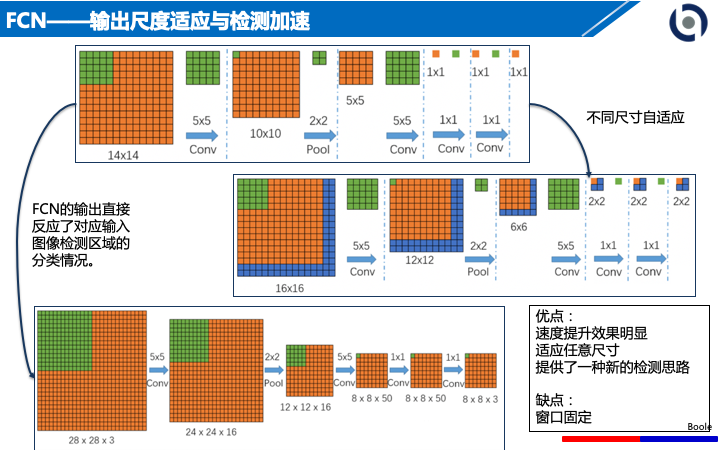 FCN——输出尺度适应与检测加速
14x14
5x5
Conv
10x10
2x2
Pool
5x5
5x5
Conv
1x1
1x1
Conv
1x1
1x1
Conv
1x1
不同尺寸自适应
FCN的输出直接
反应了对应输入
图像检测区域的
分类情况。
16x16
5x5
Conv
12x12
2x2
Pool
6x6
5x5
Conv
2x2
1x1
Conv
2x2
1x1
Conv
2x2
28 x 28 x 3
5x5
Conv
24 x 24 x 16
2x2
Pool
12 x 12 x 16
5x5
Conv
8 x 8 x 50
1x1
Conv
8 x 8 x 50
1x1
Conv
8 x 8 x 3
优点：
速度提升效果明显
适应任意尺寸
提供了一种新的检测思路
缺点：
窗口固定
Boole